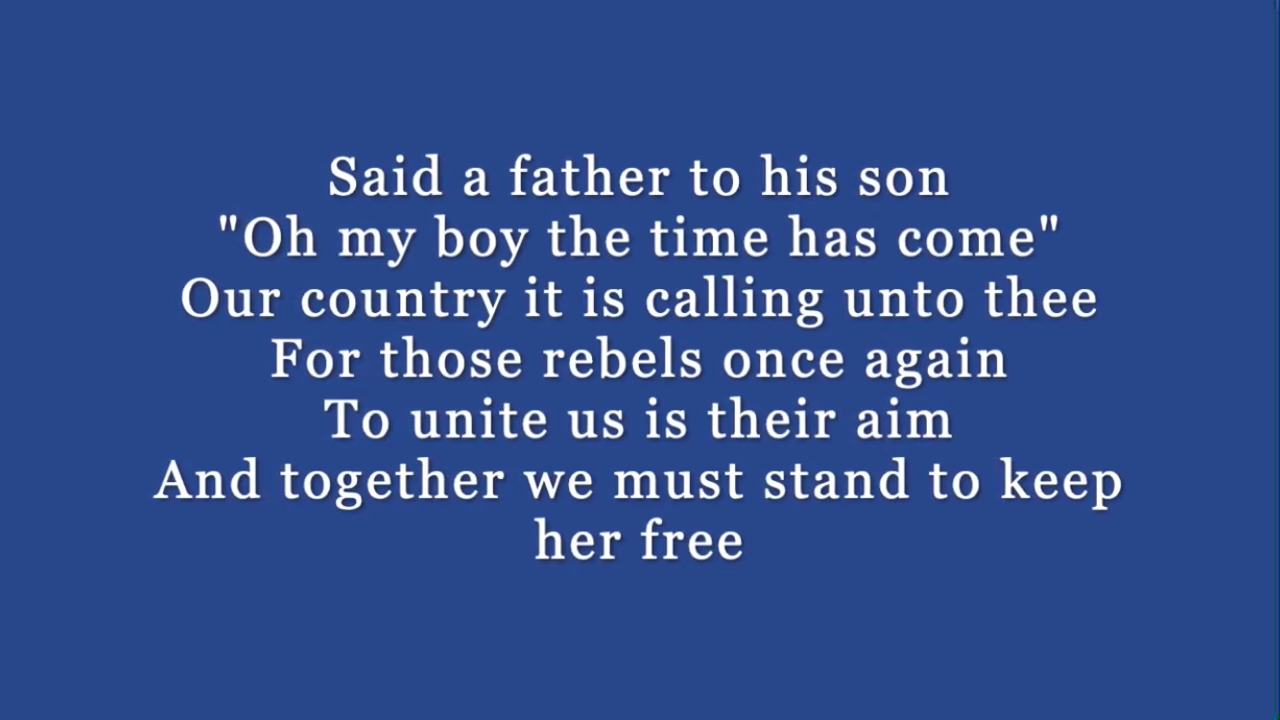 Said a father to his son
"Oh my boy the time has come"
Our country it is calling unto thee
For those rebels once again
To unite us is their aim
And together we must stand to keep
her free